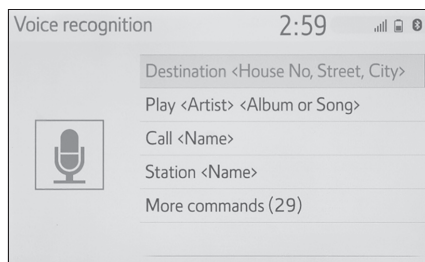 Voice recognition 2:59
Destination <House No, Street, City>
Play <Artist> <Album or Song>
Call <Name>
Station <Name>
More commands (29)